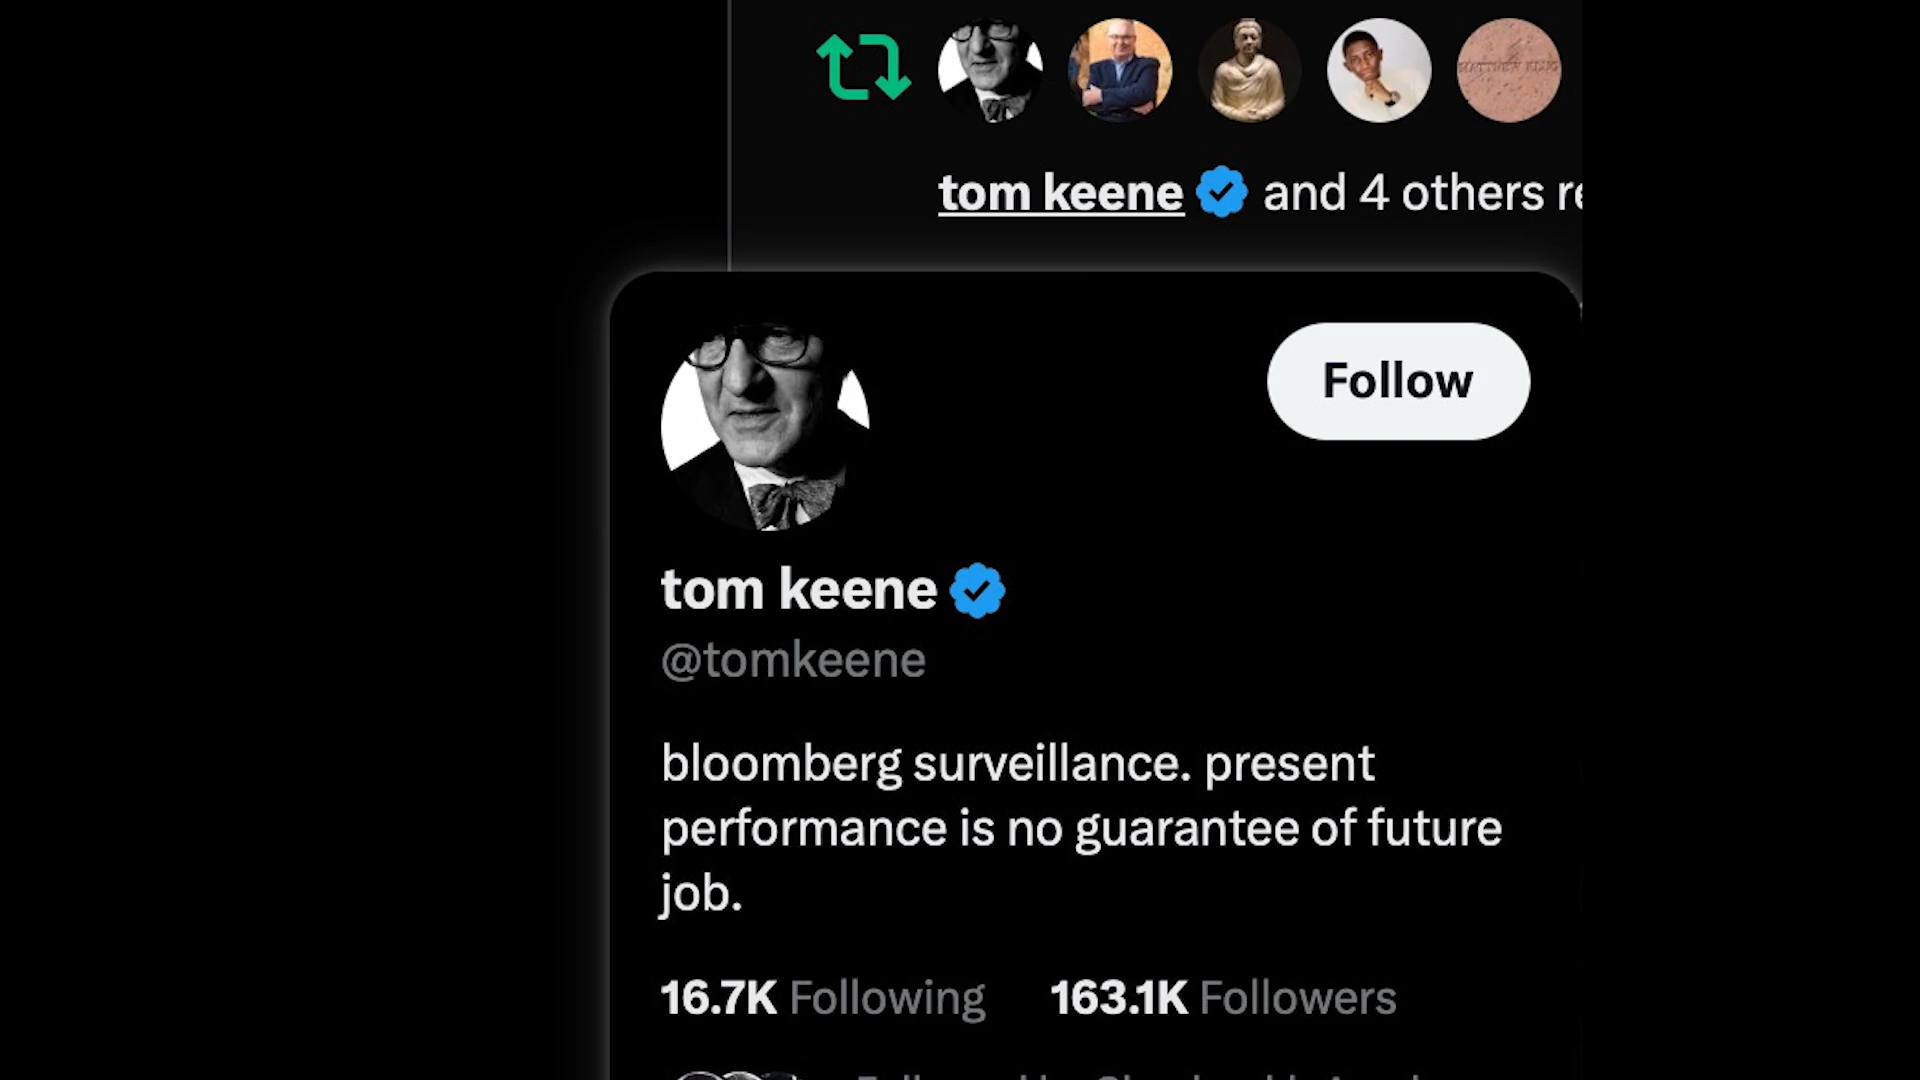 tom keene and 4 others
tom keene
@tomkeene
Follow
bloomberg surveillance. present
performance is no guarantee of future
job.
16.7K Following 163.1K Followers